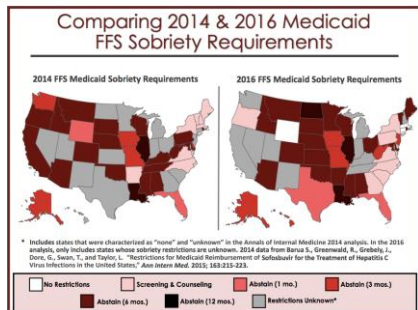 Comparing 2014 & 2016 Medicaid
FFS Sobriety Requirements
2014 FFS Medicaid Sobriety Requirements
2016 FFS Medicaid Sobriety Requirements
* Includes states that were characterized as "none" and "unknown" in the Annals of Internal Medicine 2014 analysis. In the 2016
analysis, only includes states whose sobriety restrictions are unknown. 2014 data from Barua S., Greenwald, R., Grebely, J.,
Dore, G., Swan, T., and Taylor, L. "Restrictions for Medicaid Reimbursement of Sofosbuvir for the Treatment of Hepatitis C
Virus Infections in the United States," Ann Intern Med. 2015; 163:215-223.
No Restrictions
Screening & Counseling
Abstain (1 mo.)
Abstain (3 mos.)
Abstain (6 mos.)
Abstain (12 mos.)
Restrictions Unknown*